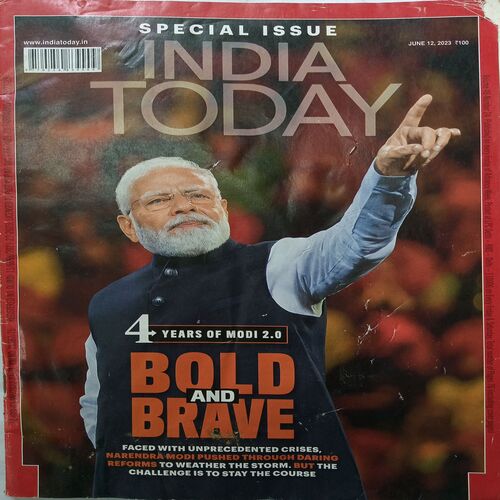 SPECIAL ISSUE
www.indiatoday.in
JUNE 12, 2023 ₹100
INDIA
TODAY
4 YEARS OF MODI 2.0
BOLD
AND
BRAVE
FACED WITH UNPRECEDENTED CRISES,
NARENDRA MODI PUSHED THROUGH DARING
REFORMS TO WEATHER THE STORM. BUT THE
CHALLENGE IS TO STAY THE COURSE